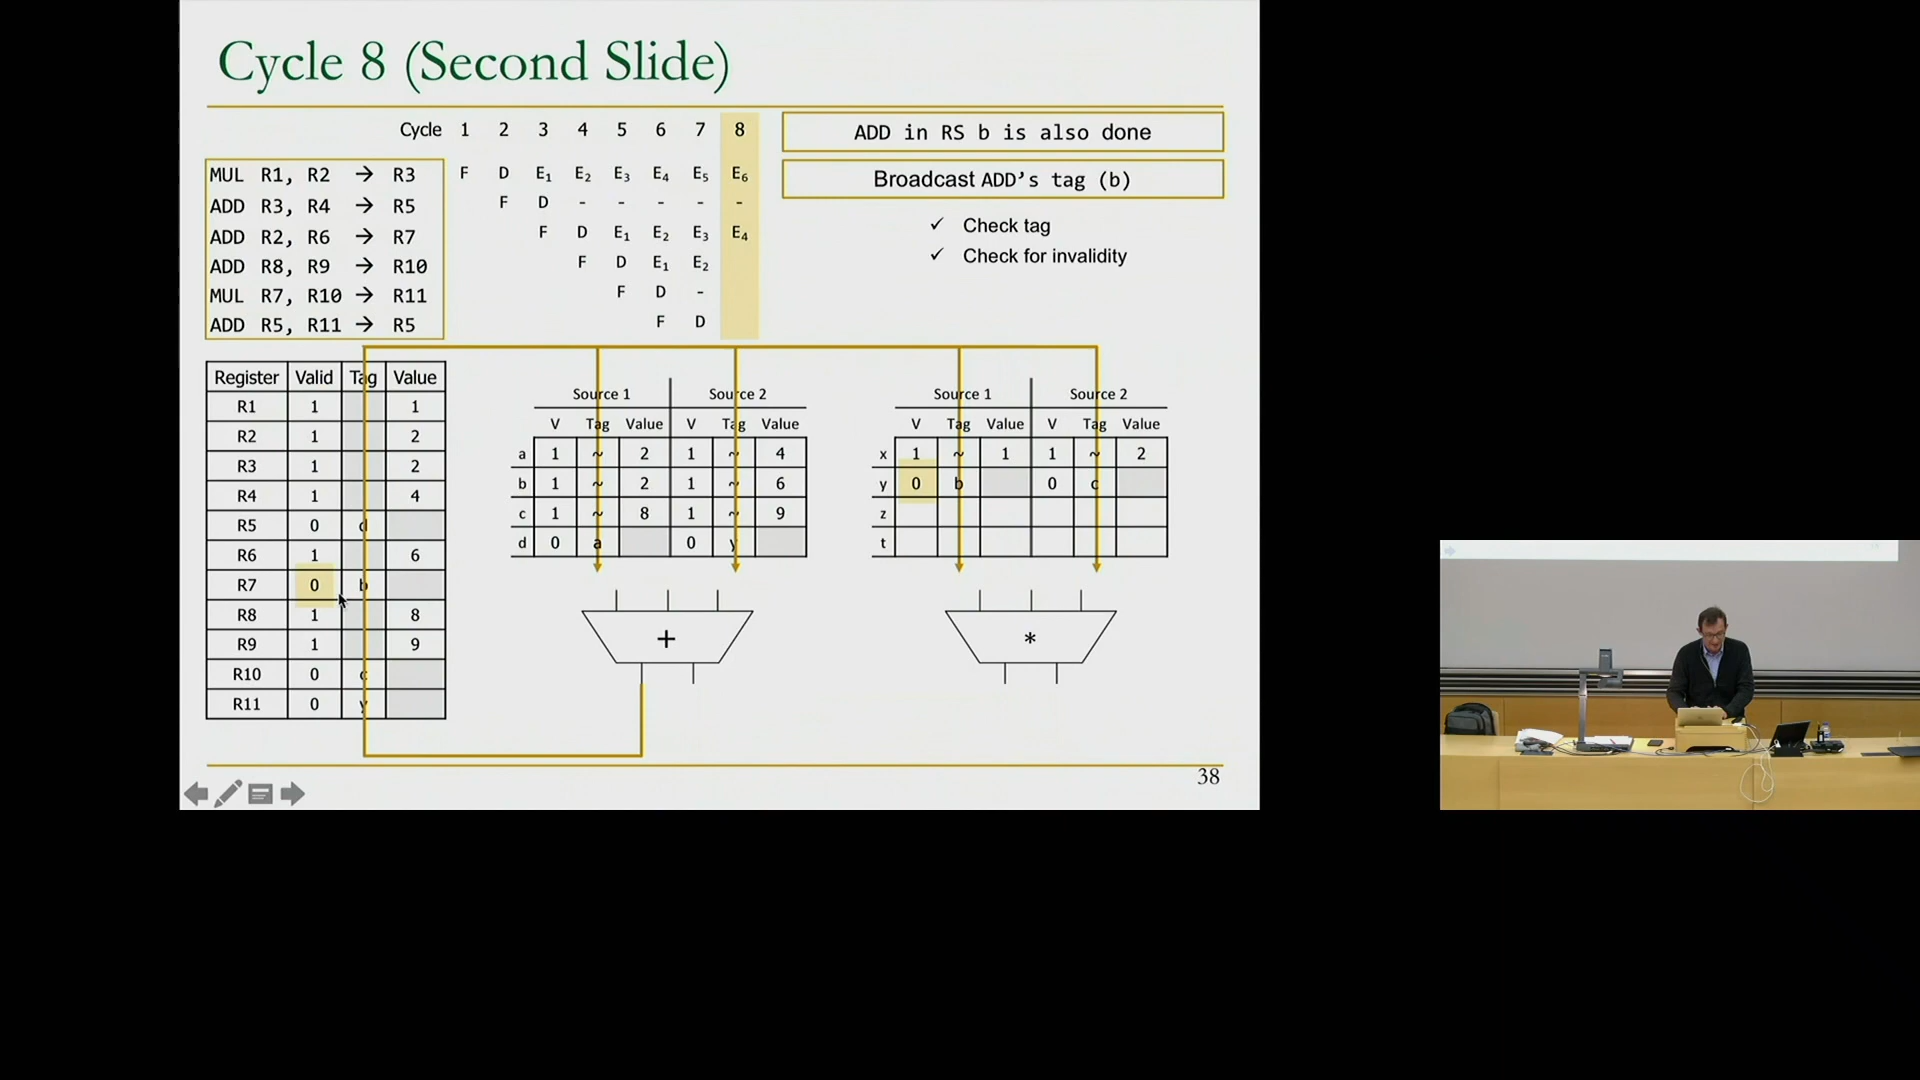 Cycle 8 (Second Slide)
Cycle 1 2 3 4 5 6 7 8
MUL R1, R2 → R3 F D E1 E2 E3 E4 E5 E6
ADD R3, R4 → R5 F D - - - - -
ADD R2, R6 → R7 F D E1 E2 E3 E4
ADD R8, R9 → R10 F D E1 E2
MUL R7, R10 → R11 F D -
ADD R5, R11 → R5 F D
ADD in RS b is also done
Broadcast ADD's tag (b)
✓ Check tag
✓ Check for invalidity
Register Valid Tag Value
R1 1 1
R2 1 2
R3 1 2
R4 1 4
R5 0 d
R6 1 6
R7 0 b
R8 1 8
R9 1 9
R10 0 c
R11 0 y
Source 1 Source 2
V Tag Value V Tag Value
a 1 ~ 2 1 ~ 4
b 1 ~ 2 1 ~ 6
c 1 ~ 8 1 ~ 9
d 0 a 0 y
+
Source 1 Source 2
V Tag Value V Tag Value
x 1 ~ 1 1 ~ 2
y 0 b 0 c
z
t
*
38